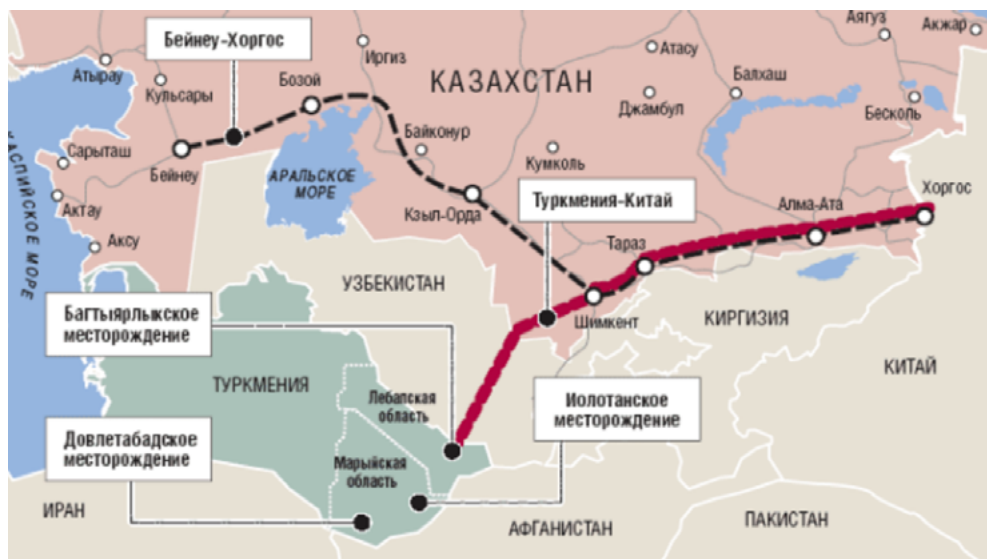 Бейнеу-Хоргос
Иргиз
Аягуз
Акжар
Атасу
Атырау
Кульсары
Бозой
КАЗАХСТАН
Балхаш
Джамбул
Бесколь
Байконур
Сарыташ
Бейнеу
Кумколь
АРАЛЬСКОЕ
МОРЕ
Туркмения-Китай
Хоргос
Алма-Ата
Актау
Кзыл-Орда
КАСПИЙСКОЕ МОРЕ
Аксу
Тараз
УЗБЕКИСТАН
Багтыярлыкское
месторождение
Шимкент
КИРГИЗИЯ
КИТАЙ
ТУРКМЕНИЯ
Лебапская
область
Иолотанское
месторождение
Довлетабадское
месторождение
Марыйская
область
ИРАН
АФГАНИСТАН
ПАКИСТАН